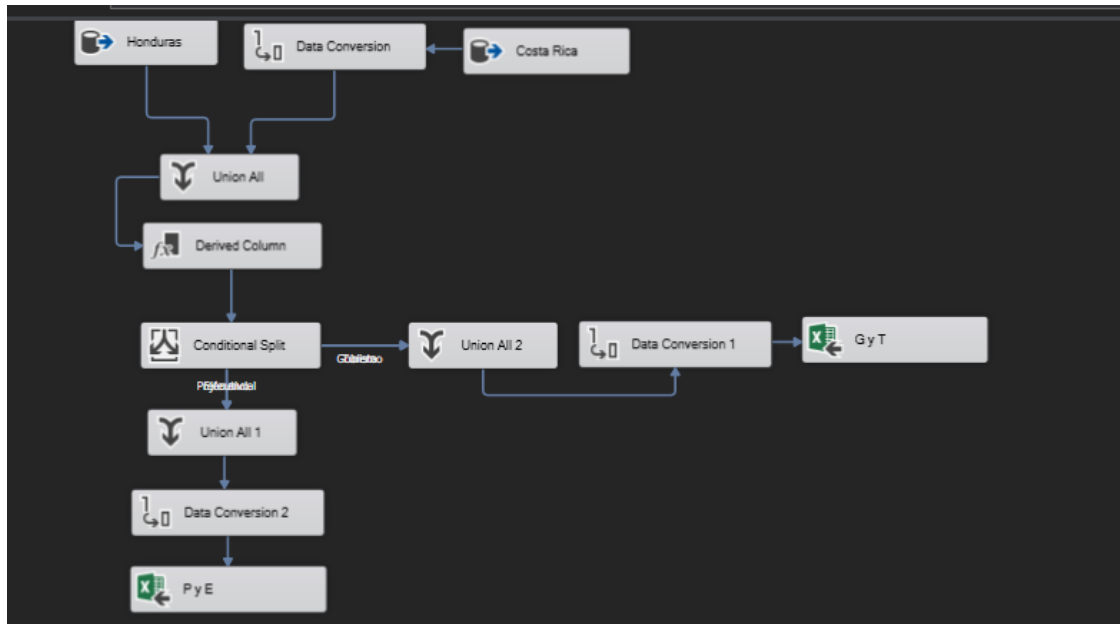 Honduras
Data Conversion
Costa Rica
Union All
Derived Column
Conditional Split
Union All 2
Data Conversion 1
G y T
Union All 1
Data Conversion 2
P y E